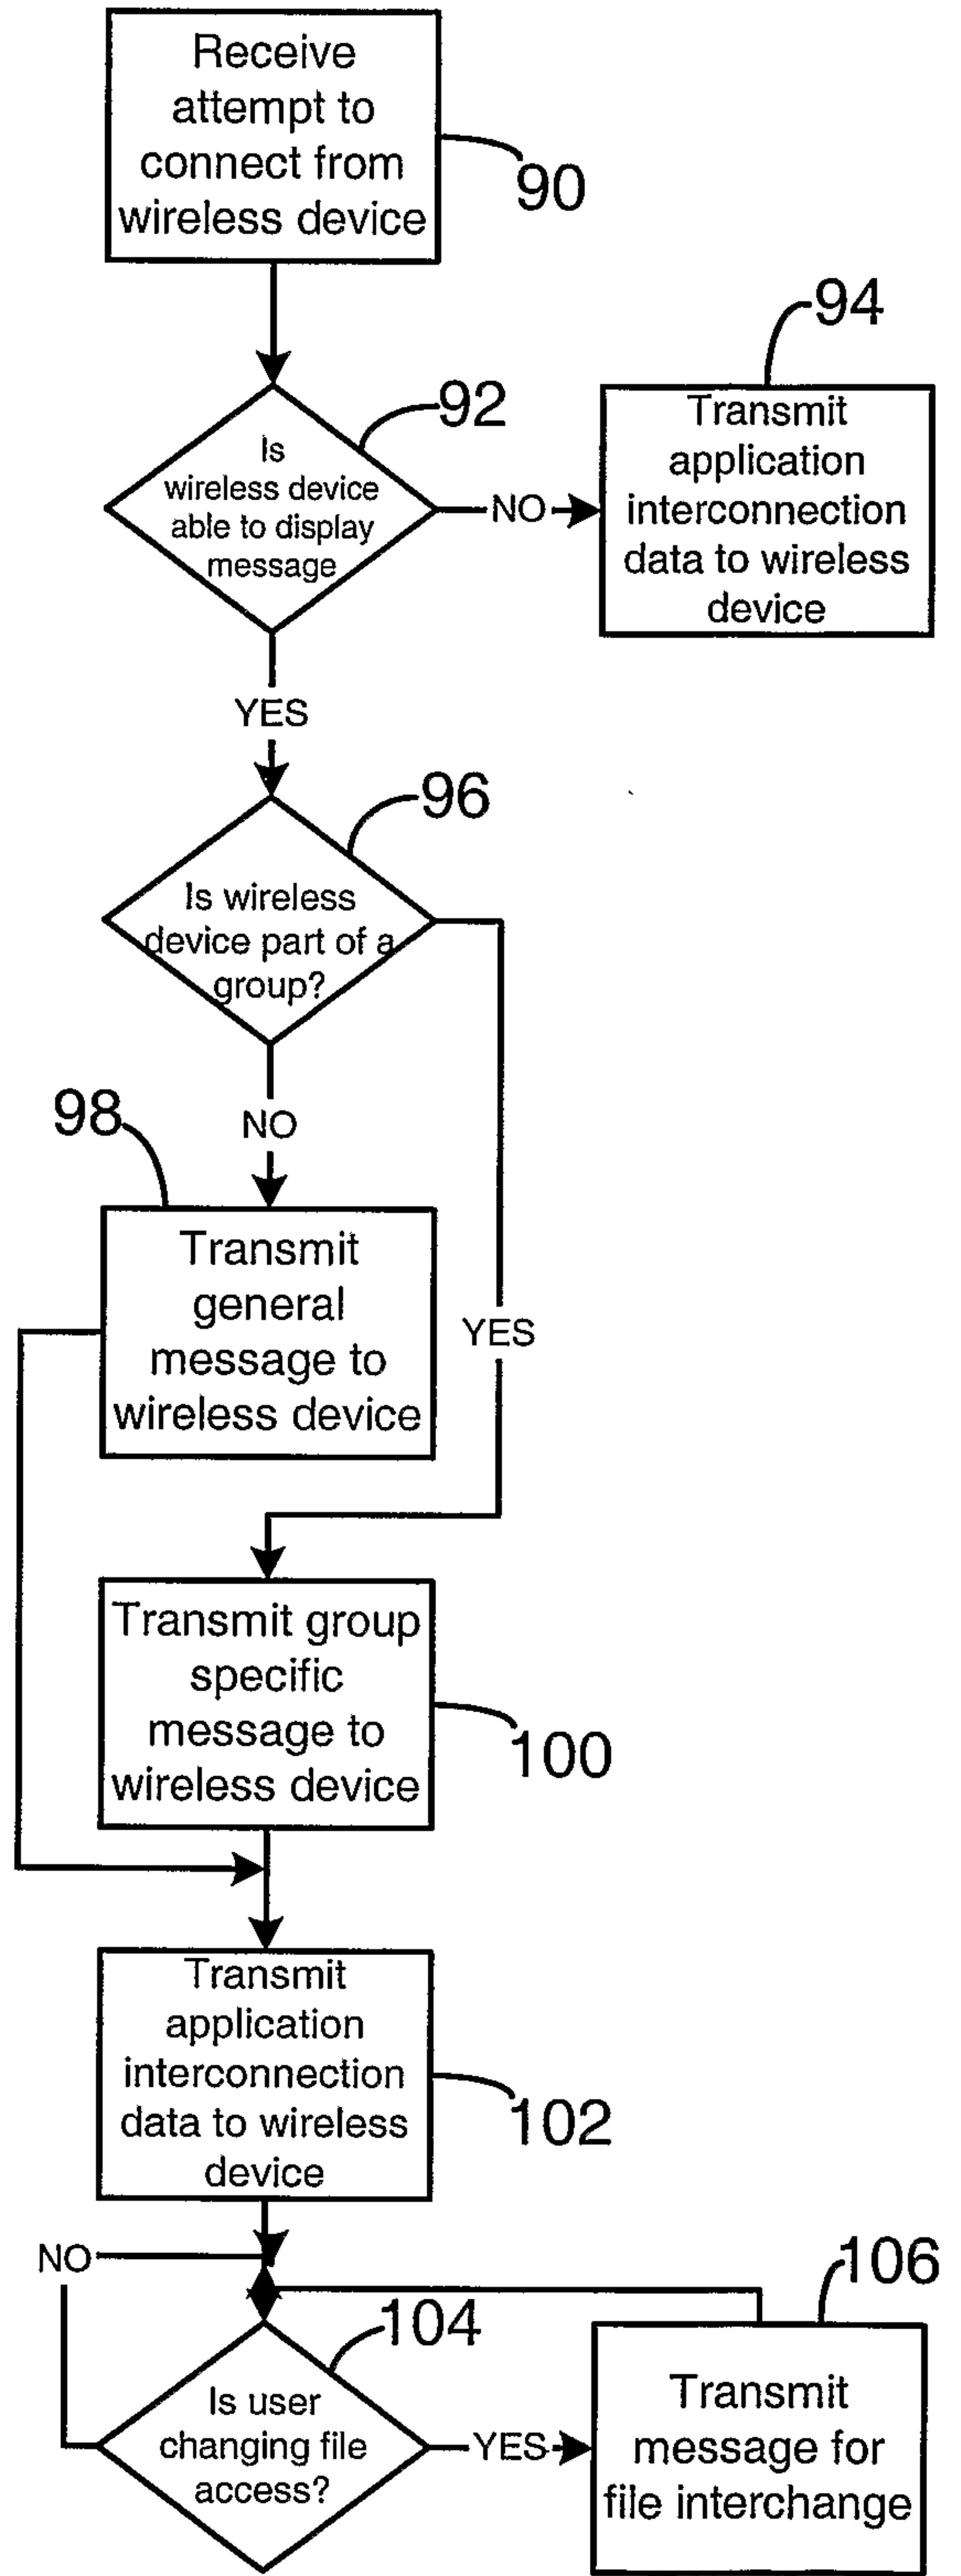 Receive
attempt to
connect from
wireless device
90
94
92
Is
wireless device
able to display
message
NO
Transmit
application
interconnection
data to wireless
device
YES
96
Is wireless
device part of a
group?
NO
98
Transmit
general
message to
wireless device
YES
Transmit group
specific
message to
wireless device
100
Transmit
application
interconnection
data to wireless
device
102
NO
106
104
Is user
changing file
access?
YES
Transmit
message for
file interchange